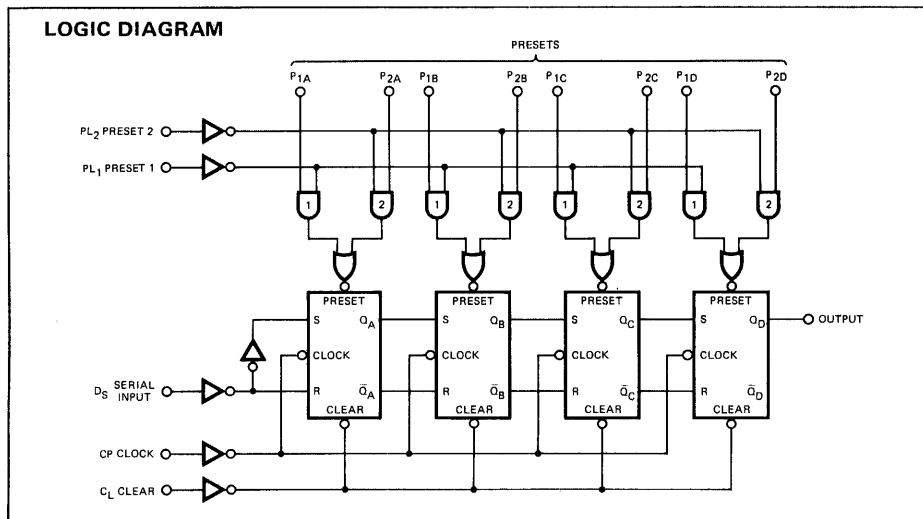 LOGIC DIAGRAM
PRESETS
P1A P2A P1B P2B P1C P2C P1D P2D
PL2 PRESET 2
PL1 PRESET 1
1 2 1 2 1 2 1 2
PRESET PRESET PRESET PRESET
S QA S QB S QC S QD OUTPUT
CLOCK CLOCK CLOCK CLOCK
DS SERIAL INPUT
R Q̄A R Q̄B R Q̄C R Q̄D
CLEAR CLEAR CLEAR CLEAR
CP CLOCK
CL CLEAR